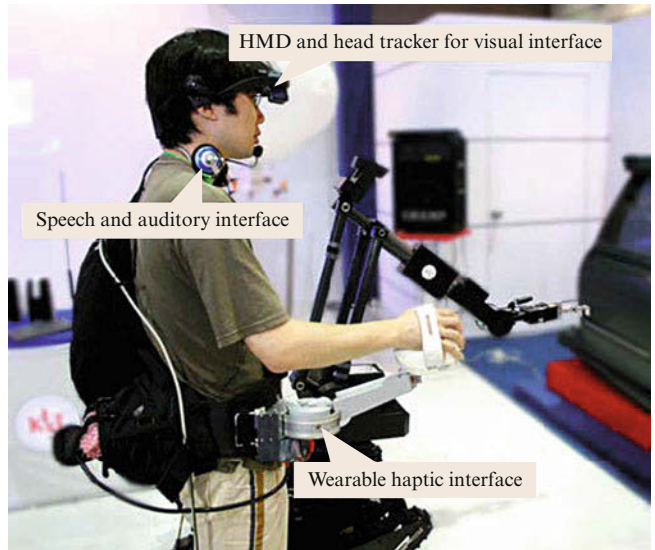 HMD and head tracker for visual interface
Speech and auditory interface
Wearable haptic interface